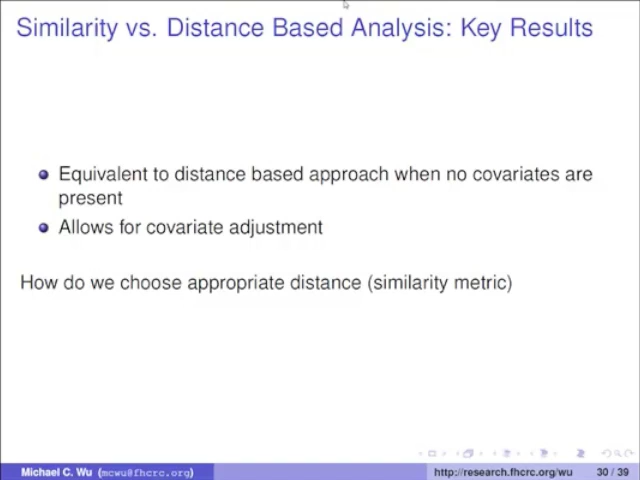 Similarity vs. Distance Based Analysis: Key Results
Equivalent to distance based approach when no covariates are
present
Allows for covariate adjustment
How do we choose appropriate distance (similarity metric)
Michael C. Wu (mcwu@fhcrc.org) http://research.fhcrc.org/wu 30 / 39